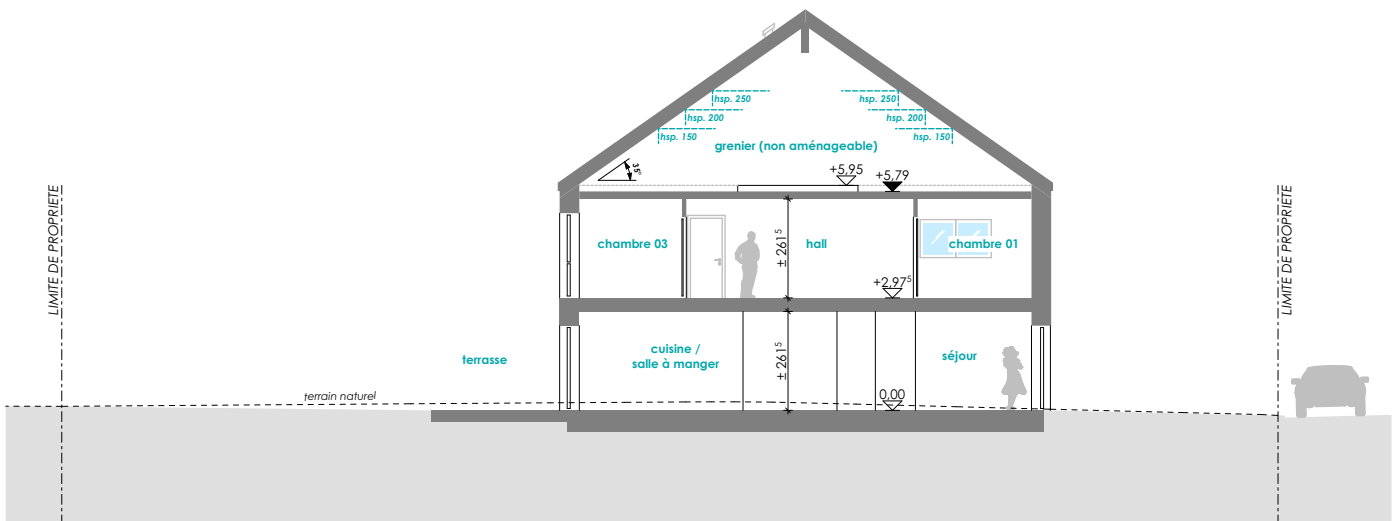 hsp. 250
hsp. 250
hsp. 200
hsp. 200
hsp. 150
hsp. 150
grenier (non aménageable)
35°
+5,95
+5,79
LIMITE DE PROPRIETE
LIMITE DE PROPRIETE
chambre 03
± 261⁵
hall
chambre 01
+2,97⁵
terrasse
cuisine /
salle à manger
± 261⁵
séjour
terrain naturel
0,00